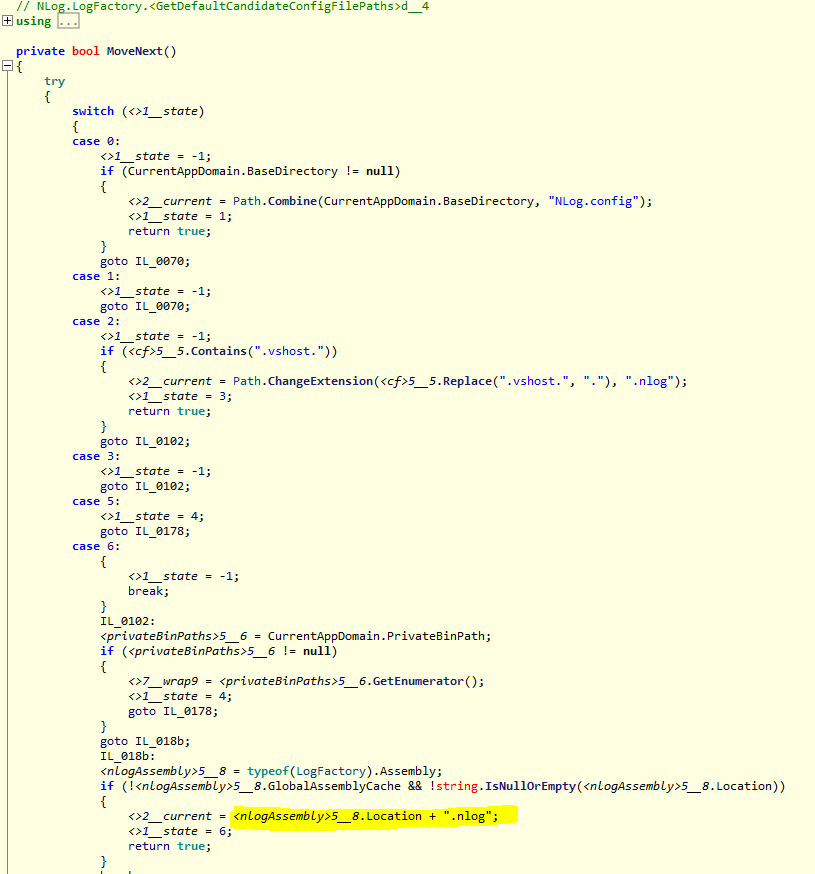 // NLog.LogFactory.<GetDefaultCandidateConfigFilePaths>d__4
using ...
private bool MoveNext()
{
try
{
switch (<>1__state)
{
case 0:
<>1__state = -1;
if (CurrentAppDomain.BaseDirectory != null)
{
<>2__current = Path.Combine(CurrentAppDomain.BaseDirectory, "NLog.config");
<>1__state = 1;
return true;
}
goto IL_0070;
case 1:
<>1__state = -1;
goto IL_0070;
case 2:
<>1__state = -1;
if (<cf>5__5.Contains(".vshost."))
{
<>2__current = Path.ChangeExtension(<cf>5__5.Replace(".vshost.", "."), ".nlog");
<>1__state = 3;
return true;
}
goto IL_0102;
case 3:
<>1__state = -1;
goto IL_0102;
case 5:
<>1__state = 4;
goto IL_0178;
case 6:
{
<>1__state = -1;
break;
}
IL_0102:
<privateBinPaths>5__6 = CurrentAppDomain.PrivateBinPath;
if (<privateBinPaths>5__6 != null)
{
<>7__wrap9 = <privateBinPaths>5__6.GetEnumerator();
<>1__state = 4;
goto IL_0178;
}
goto IL_018b;
IL_018b:
<nlogAssembly>5__8 = typeof(LogFactory).Assembly;
if (!<nlogAssembly>5__8.GlobalAssemblyCache && !string.IsNullOrEmpty(<nlogAssembly>5__8.Location))
{
<>2__current = <nlogAssembly>5__8.Location + ".nlog";
<>1__state = 6;
return true;
}